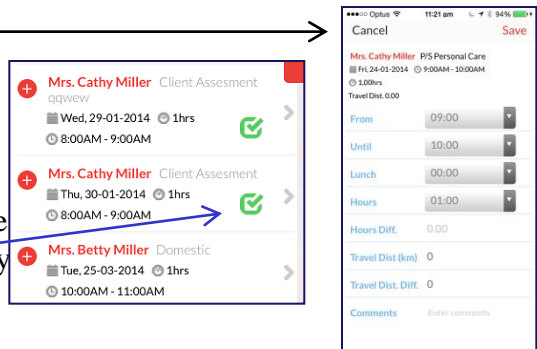 Mrs. Cathy Miller Client Assesment
qqwew
Wed, 29-01-2014 1hrs
8:00AM - 9:00AM
Mrs. Cathy Miller Client Assesment
Thu, 30-01-2014 1hrs
8:00AM - 9:00AM
Mrs. Betty Miller Domestic
Tue, 25-03-2014 1hrs
10:00AM - 11:00AM
e
y
Optus 11:21 am 94%
Cancel Save
Mrs. Cathy Miller P/S Personal Care
Fri, 24-01-2014 9:00AM - 10:00AM
1.00hrs
Travel Dist. 0.00
From 09:00
Until 10:00
Lunch 00:00
Hours 01:00
Hours Diff. 0.00
Travel Dist (km) 0
Travel Dist. Diff. 0
Comments Enter comments